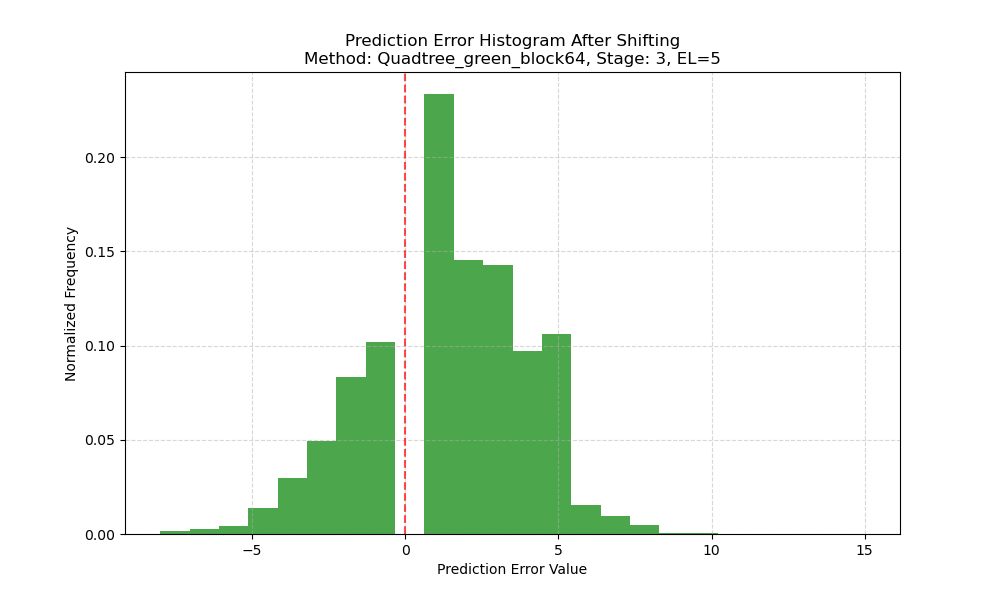 Prediction Error Histogram After Shifting
Method: Quadtree_green_block64, Stage: 3, EL=5
Normalized Frequency
0.20
0.15
0.10
0.05
0.00
−5
0
5
10
15
Prediction Error Value